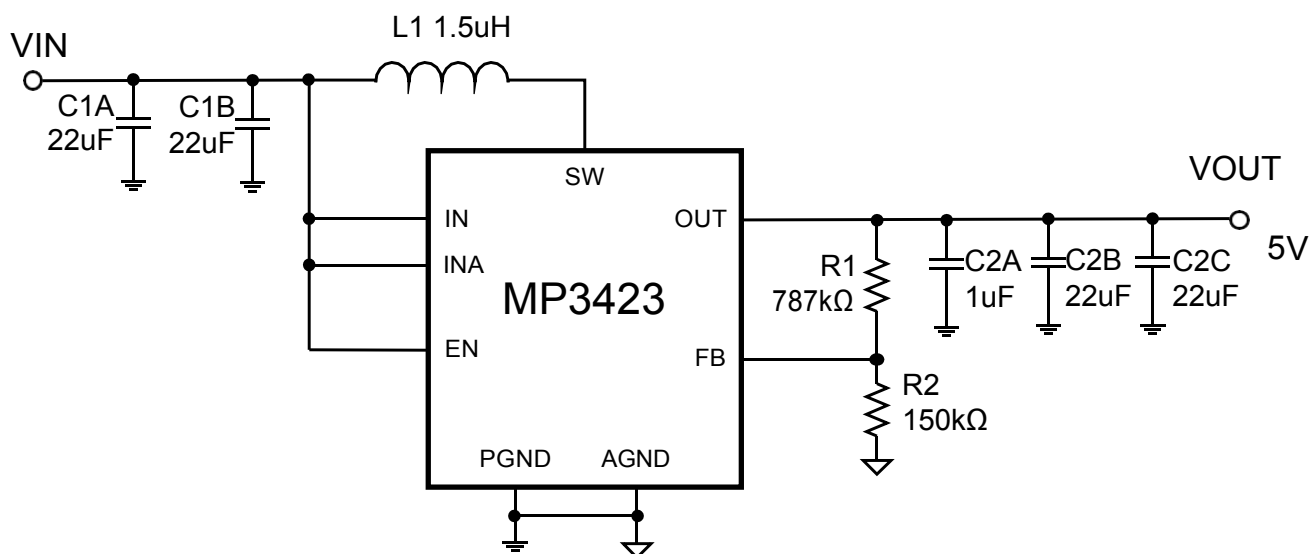 L1 1.5uH
VIN
C1A
22uF
C1B
22uF
SW
IN
INA
EN
MP3423
OUT
FB
PGND
AGND
R1
787kΩ
R2
150kΩ
C2A
1uF
C2B
22uF
C2C
22uF
VOUT
5V